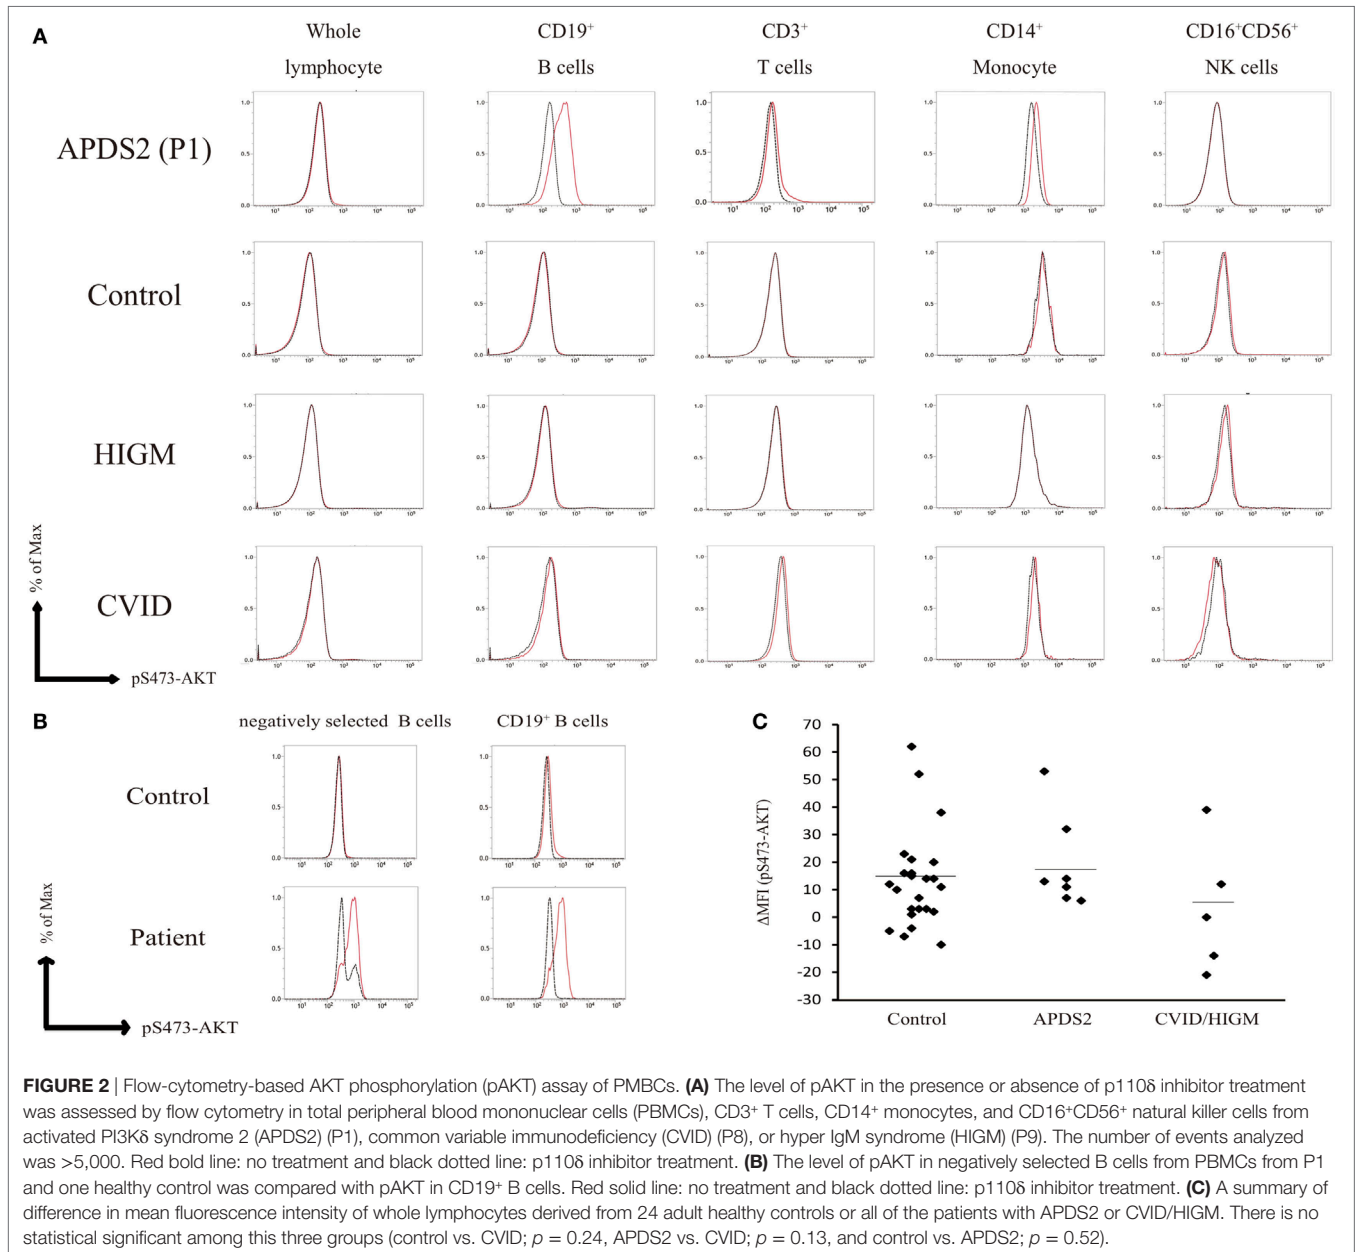 A
Whole CD19⁺ CD3⁺ CD14⁺ CD16⁺CD56⁺
lymphocyte B cells T cells Monocyte NK cells
APDS2 (P1)
Control
HIGM
CVID
% of Max
pS473-AKT
B
negatively selected B cells CD19⁺ B cells
Control
Patient
% of Max
pS473-AKT
C
ΔMFI (pS473-AKT)
70
60
50
40
30
20
10
0
-10
-20
-30
Control APDS2 CVID/HIGM
FIGURE 2 | Flow-cytometry-based AKT phosphorylation (pAKT) assay of PMBCs. (A) The level of pAKT in the presence or absence of p110δ inhibitor treatment
was assessed by flow cytometry in total peripheral blood mononuclear cells (PBMCs), CD3⁺ T cells, CD14⁺ monocytes, and CD16⁺CD56⁺ natural killer cells from
activated PI3Kδ syndrome 2 (APDS2) (P1), common variable immunodeficiency (CVID) (P8), or hyper IgM syndrome (HIGM) (P9). The number of events analyzed
was >5,000. Red bold line: no treatment and black dotted line: p110δ inhibitor treatment. (B) The level of pAKT in negatively selected B cells from PBMCs from P1
and one healthy control was compared with pAKT in CD19⁺ B cells. Red solid line: no treatment and black dotted line: p110δ inhibitor treatment. (C) A summary of
difference in mean fluorescence intensity of whole lymphocytes derived from 24 adult healthy controls or all of the patients with APDS2 or CVID/HIGM. There is no
statistical significant among this three groups (control vs. CVID; p = 0.24, APDS2 vs. CVID; p = 0.13, and control vs. APDS2; p = 0.52).